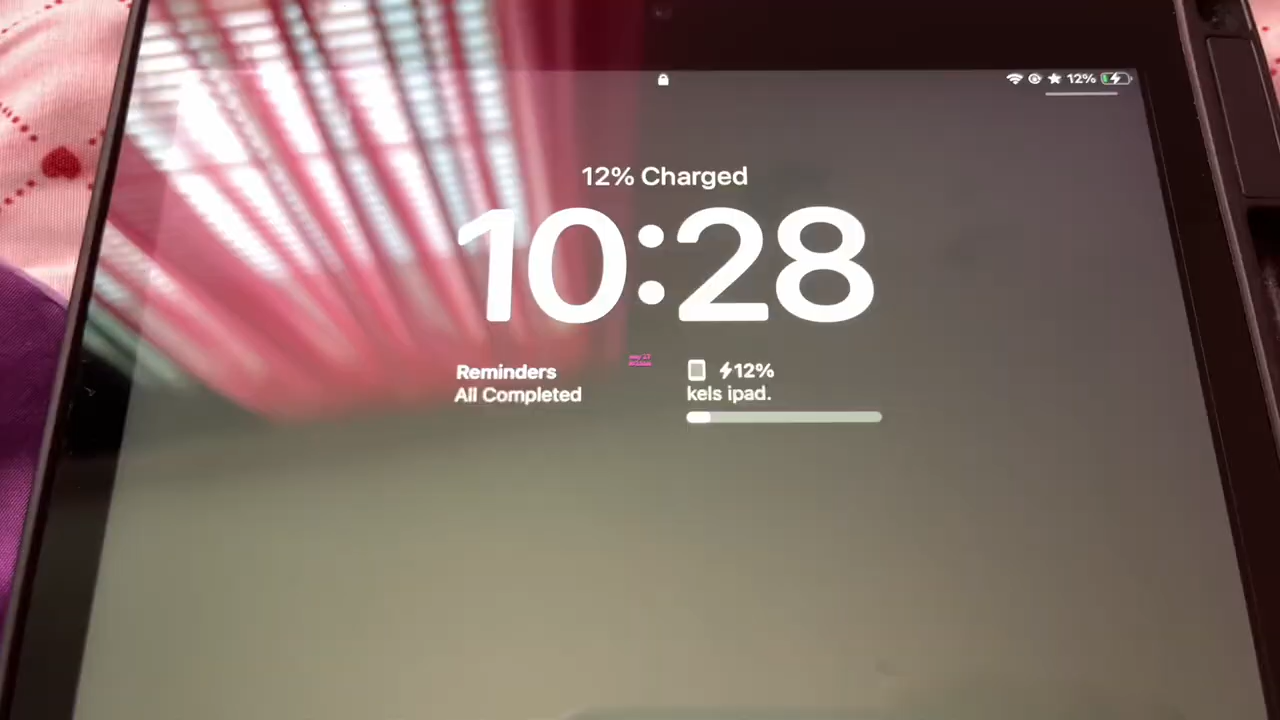 12%
12% Charged
10:28
Reminders
All Completed
12%
kels ipad.